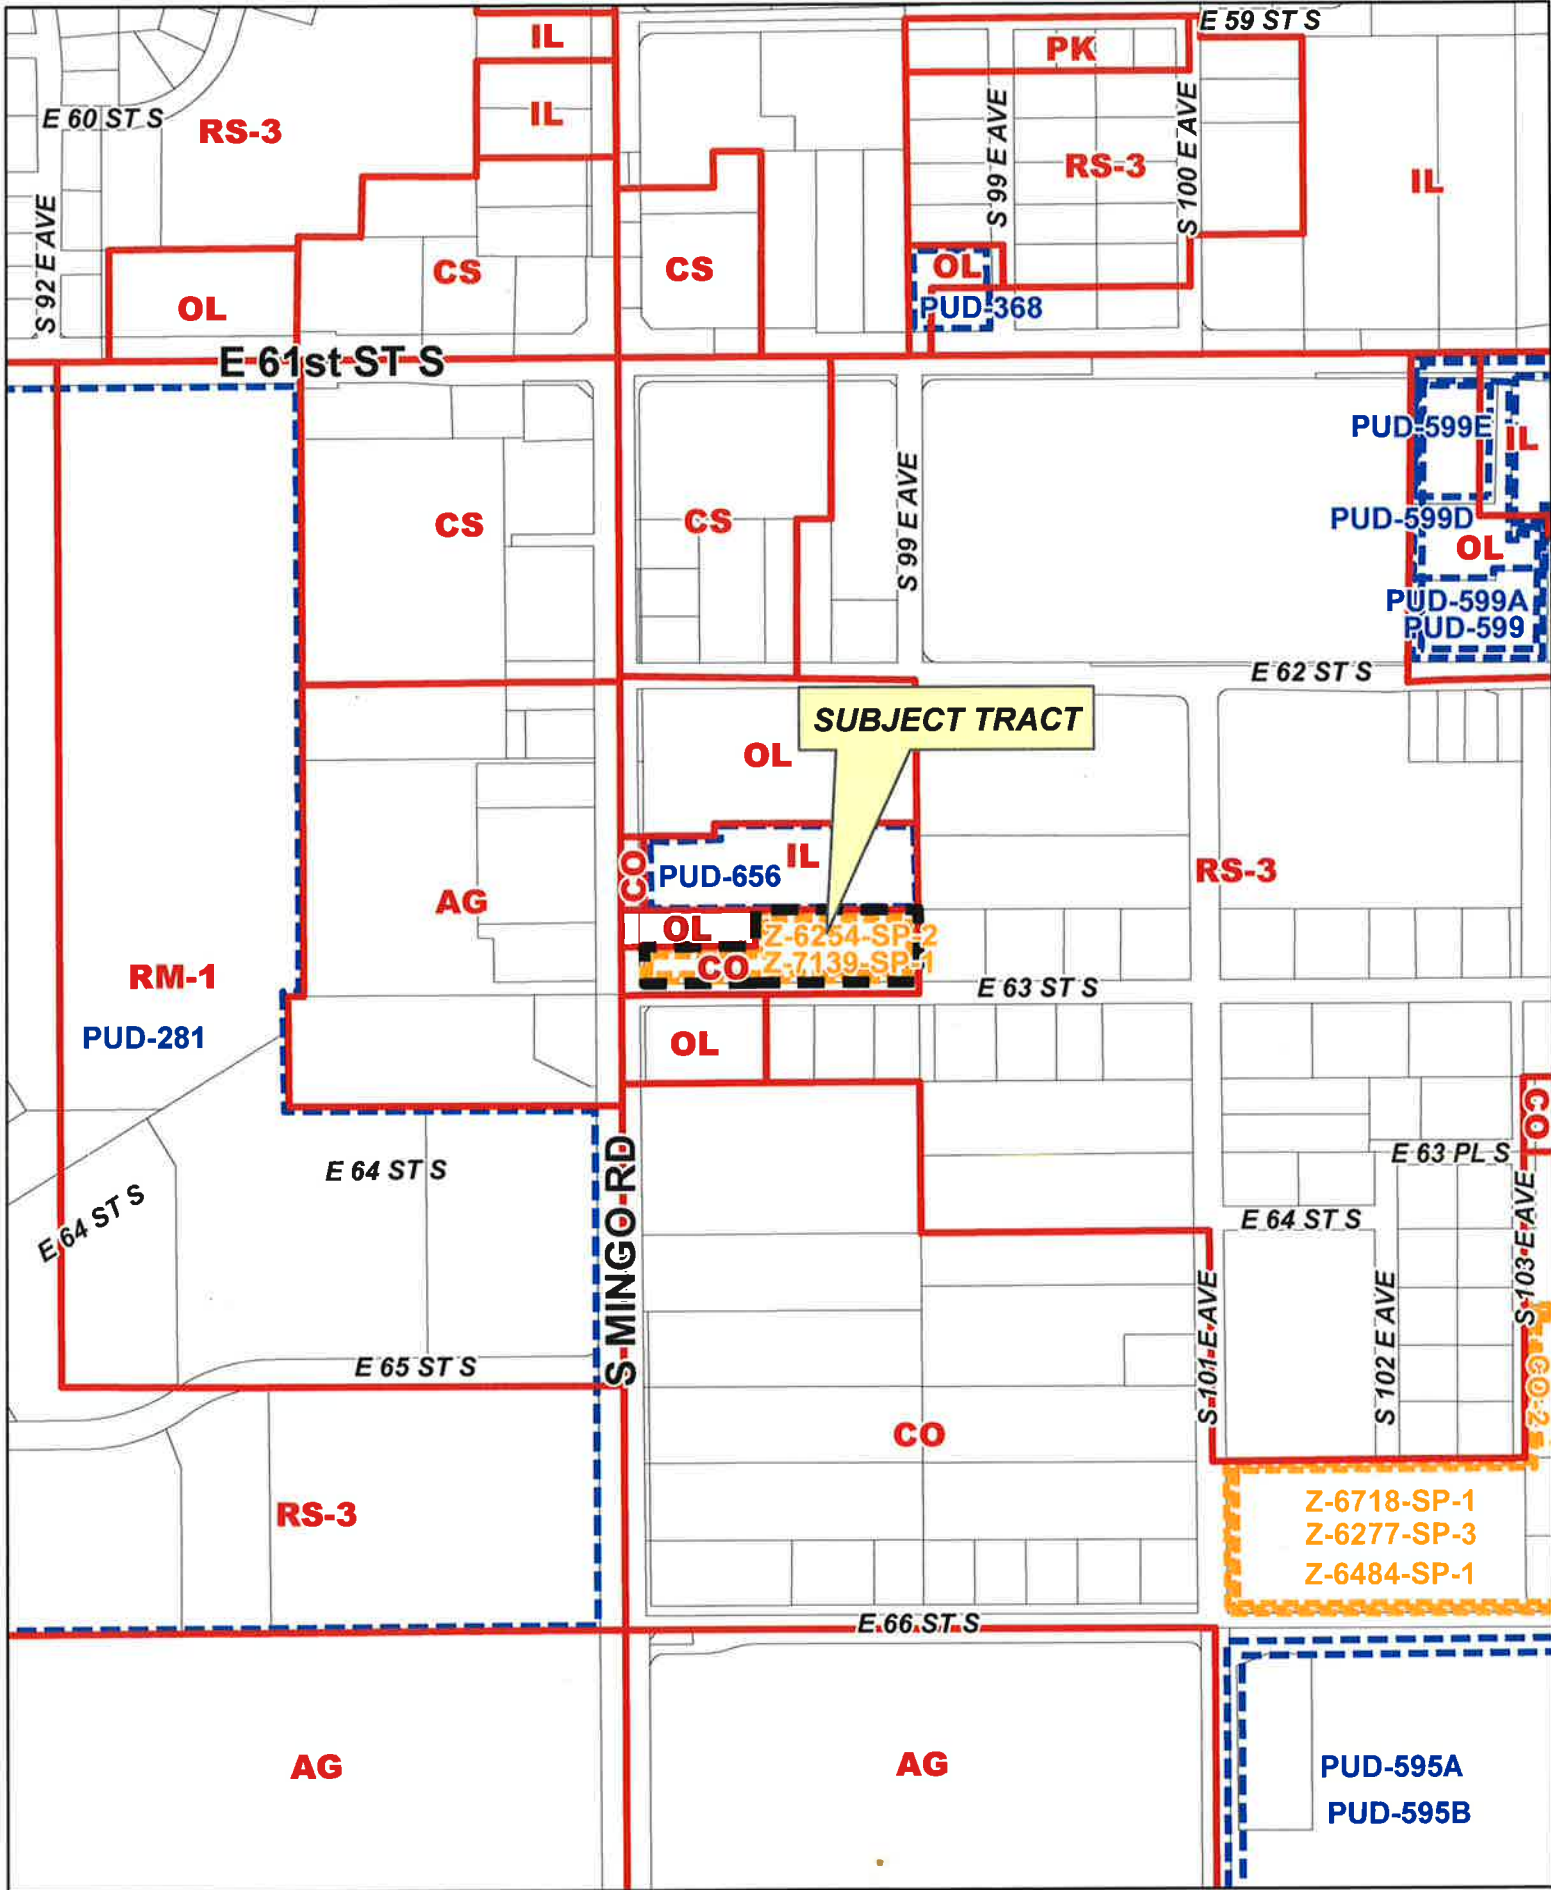 E 59 ST S
IL
PK
IL
E 60 ST S
RS-3
S 99 E AVE
RS-3
S 100 E AVE
IL
S 92 E AVE
OL
CS
CS
OL
PUD-368
E 61st ST S
PUD-599E
IL
CS
CS
S 99 E AVE
PUD-599D
OL
PUD-599A
PUD-599
E 62 ST S
SUBJECT TRACT
OL
CO
PUD-656
IL
RS-3
AG
OL
Z-6254-SP-2
CO
Z-7139-SP-1
RM-1
E 63 ST S
PUD-281
OL
CO
E 63 PL S
E 64 ST S
E 64 ST S
E 64 ST S
S MINGO RD
S 103 E AVE
E 65 ST S
S 101 E AVE
S 102 E AVE
CO-2
CO
RS-3
Z-6718-SP-1
Z-6277-SP-3
Z-6484-SP-1
E 66 ST S
AG
AG
PUD-595A
PUD-595B